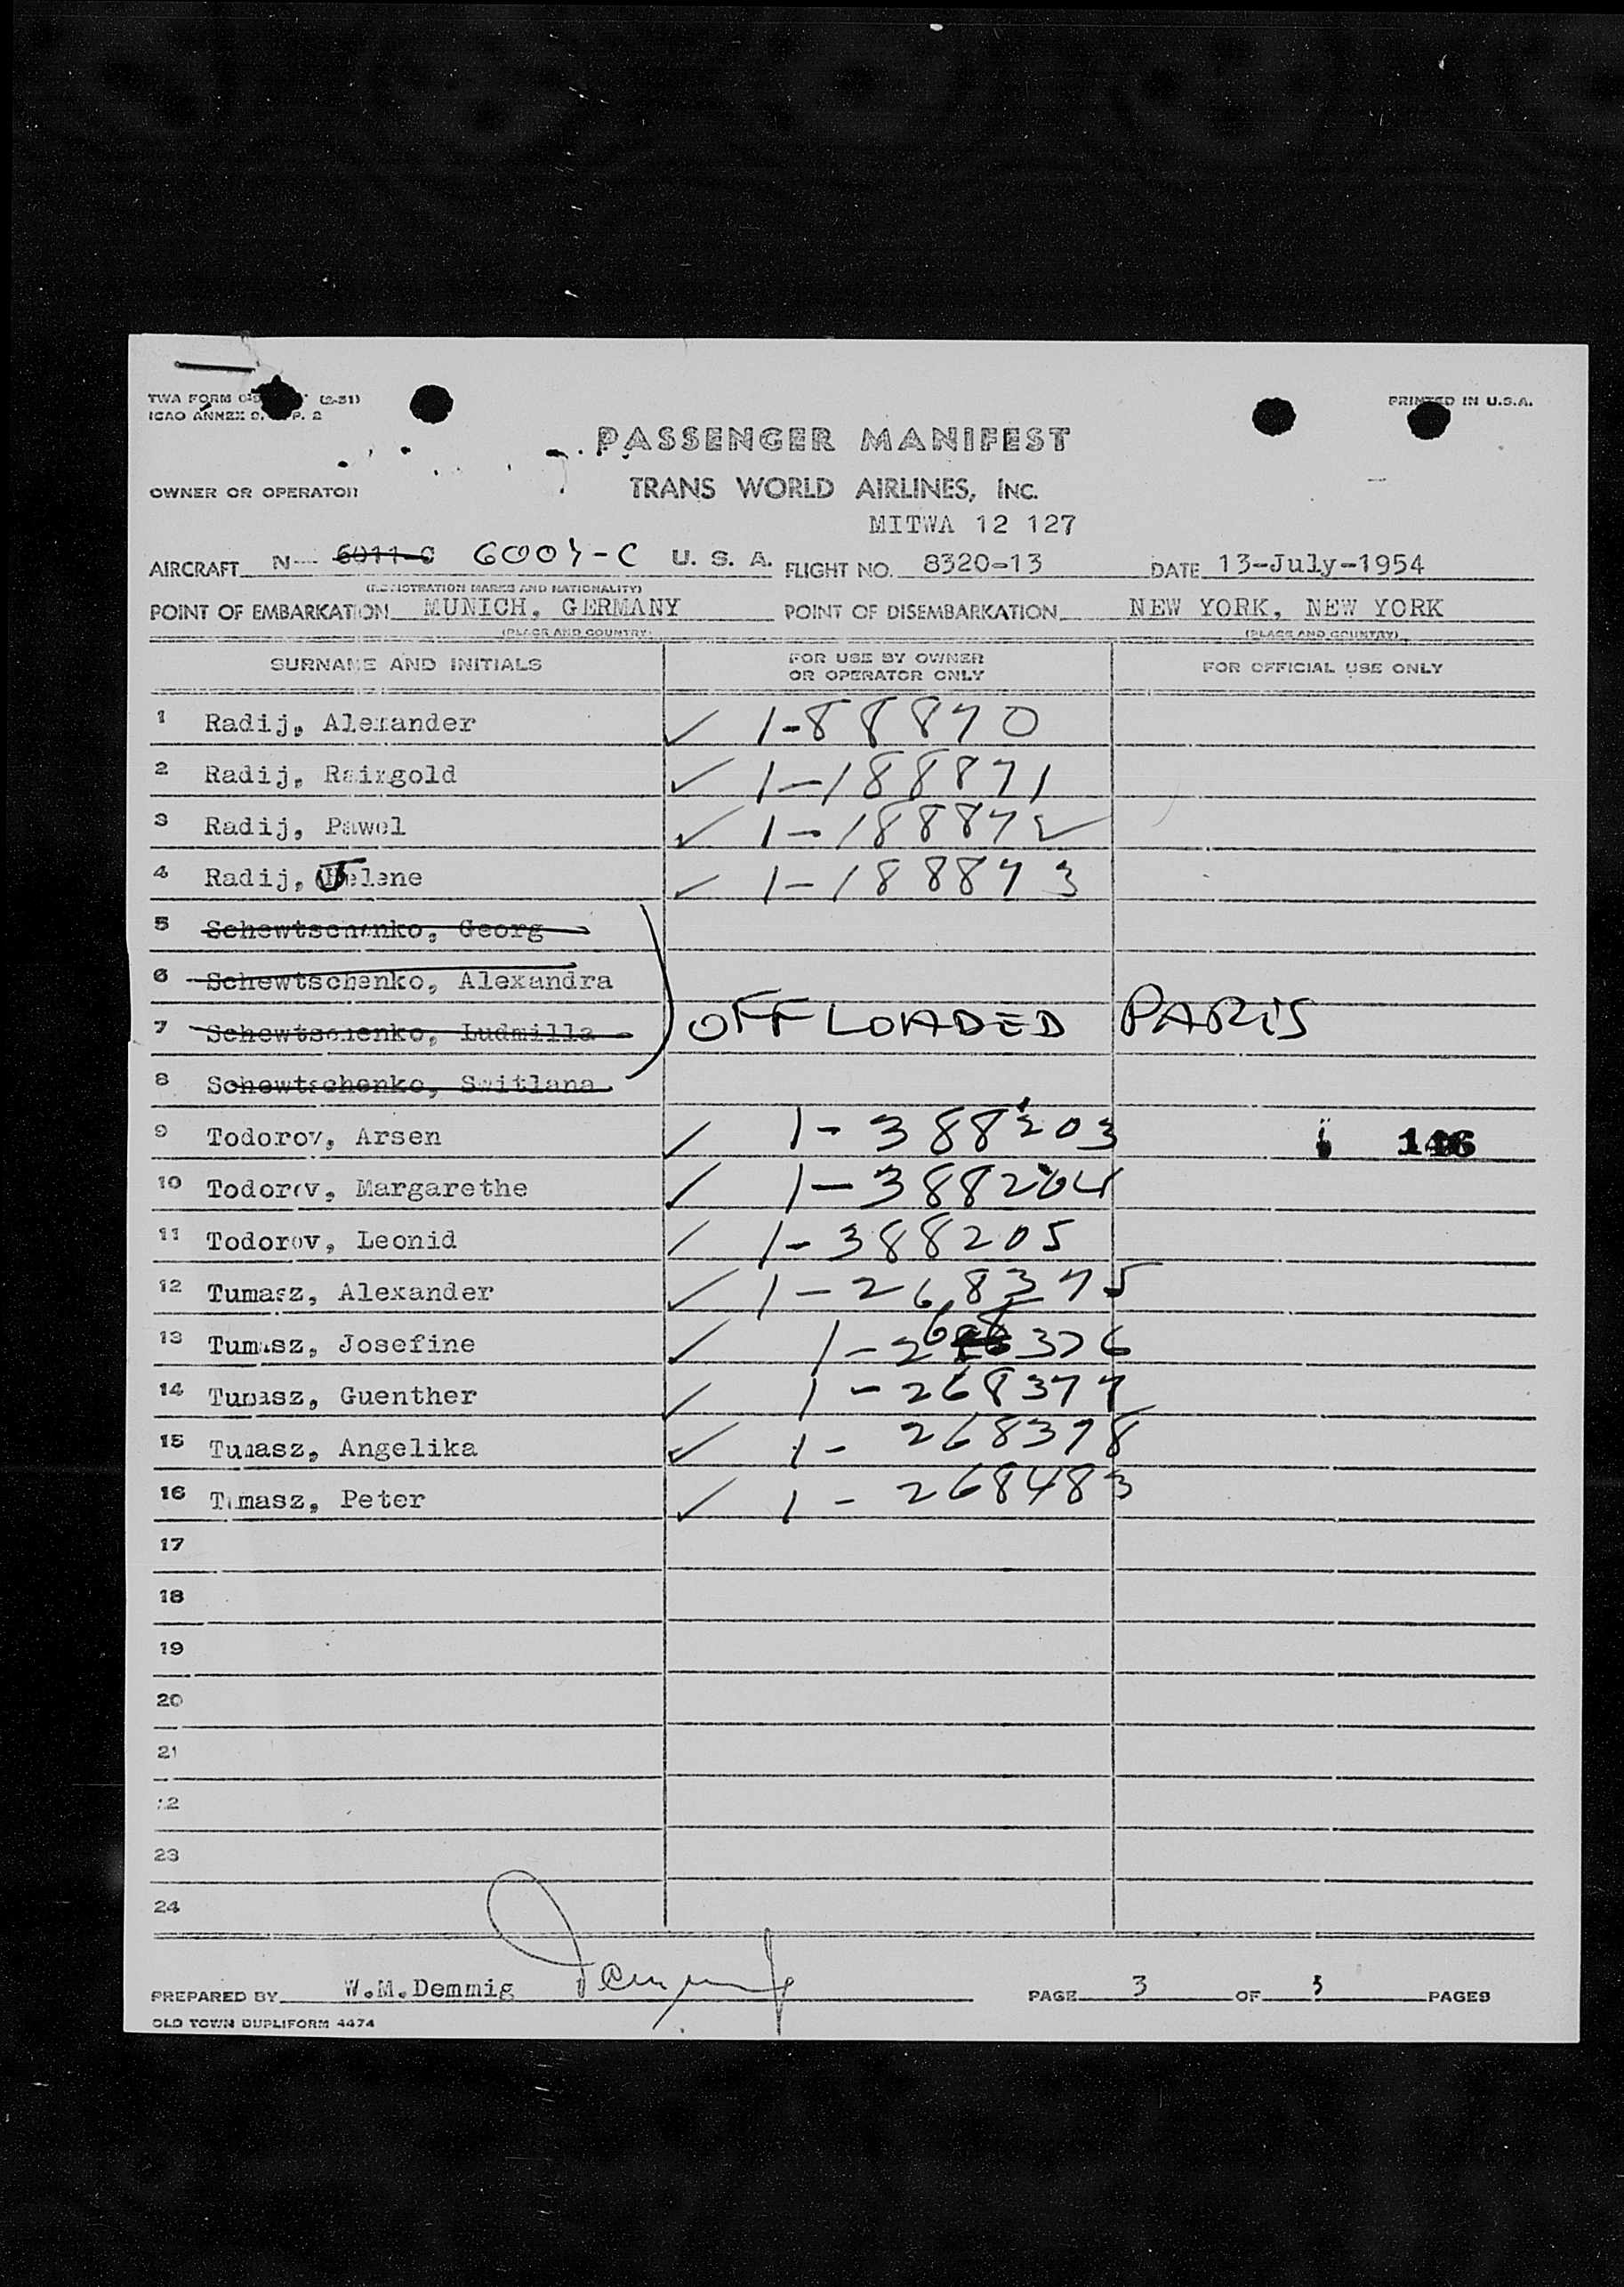 TWA FORM (2-51)
ICAO ANNEX 9, P. 2
PRINTED IN U.S.A.
PASSENGER MANIFEST
OWNER OR OPERATOR TRANS WORLD AIRLINES, INC.
MITWA 12 127
AIRCRAFT N 6011-C 6007-C U. S. A. FLIGHT NO. 8320-13 DATE 13-July-1954
(REGISTRATION MARKS AND NATIONALITY)
POINT OF EMBARKATION MUNICH, GERMANY POINT OF DISEMBARKATION NEW YORK, NEW YORK
(PLACE AND COUNTRY) (PLACE AND COUNTRY)
SURNAME AND INITIALS FOR USE BY OWNER OR OPERATOR ONLY FOR OFFICIAL USE ONLY
1 Radij, Alexander ✓ 1-88870
2 Radij, Raingold ✓ 1-188871
3 Radij, Pawel ✓ 1-188872
4 Radij, Jelene ✓ 1-188873
5 Schewtschenko, Georg
6 Schewtschenko, Alexandra
7 Schewtschenko, Ludmilla OFFLOADED PARIS
8 Schewtschenko, Switlana
9 Todorov, Arsen ✓ 1-388203 146
10 Todorov, Margarethe ✓ 1-388204
11 Todorov, Leonid ✓ 1-388205
12 Tumasz, Alexander ✓ 1-268375
13 Tumasz, Josefine ✓ 1-268376
14 Tumasz, Guenther ✓ 1-268377
15 Tumasz, Angelika ✓ 1-268378
16 Tumasz, Peter ✓ 1-268483
17
18
19
20
21
22
23
24
PREPARED BY W.M.Demmig Demmig PAGE 3 OF 3 PAGES
OLD TOWN DUPLIFORM 4474